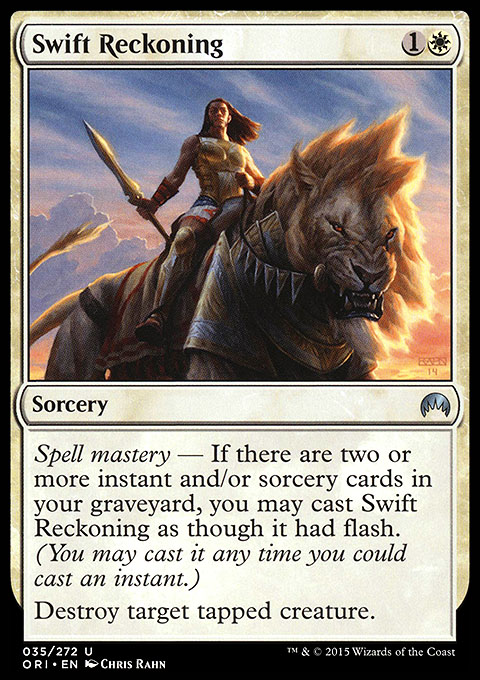 Swift Reckoning 1
Sorcery
Spell mastery — If there are two or
more instant and/or sorcery cards in
your graveyard, you may cast Swift
Reckoning as though it had flash.
(You may cast it any time you could
cast an instant.)
Destroy target tapped creature.
035/272 U
ORI • EN Chris Rahn
™ & © 2015 Wizards of the Coast